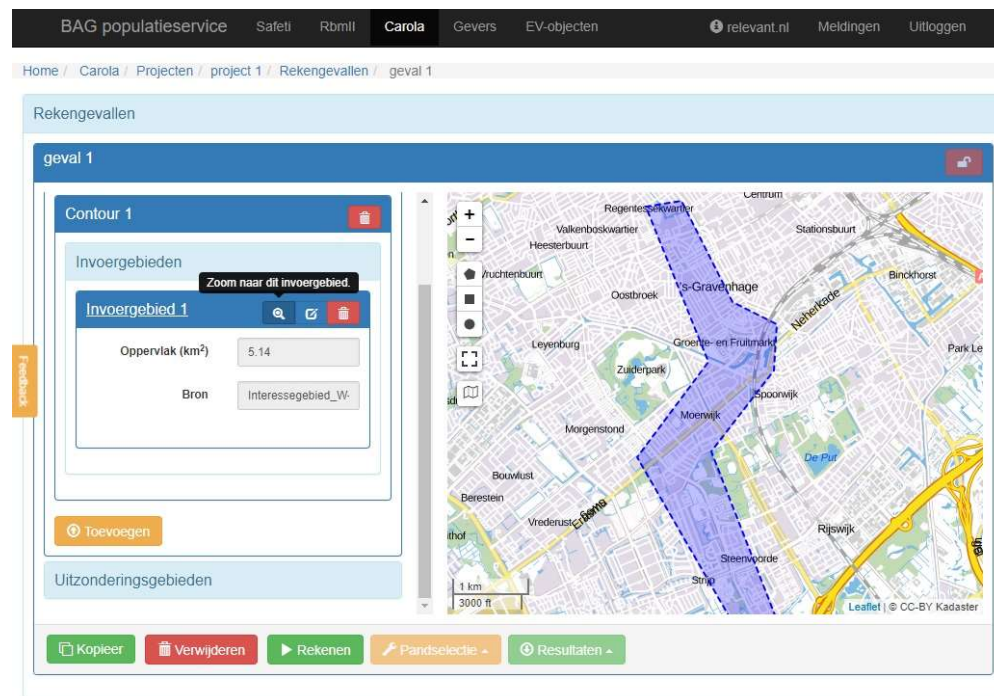 BAG populatieservice Safeti RbmII Carola Gevers EV-objecten relevant.nl Meldingen Uitloggen
Home / Carola / Projecten / project 1 / Rekengevallen / geval 1
Rekengevallen
geval 1
Contour 1
Invoergebieden
Zoom naar dit invoergebied.
Invoergebied 1
Oppervlak (km²) 5.14
Bron Interessegebied_W-
Toevoegen
Uitzonderingsgebieden
Feedback
+
−
Centrum
Regentessekwartier
Valkenboskwartier
Stationsbuurt
Heesterbuurt
Vruchtenbuurt
Binckhorst
's-Gravenhage
Oostbroek
Neherkade
Leyenburg
Groente- en Fruitmarkt
Park Le
Zuiderpark
Spoorwijk
Moerwijk
Morgenstond
De Put
Bouwlust
Berestein
Vrederust
Rijswijk
Steenvoorde
Strijp
1 km
3000 ft
Leaflet | © CC-BY Kadaster
Kopieer Verwijderen Rekenen Pandselectie Resultaten